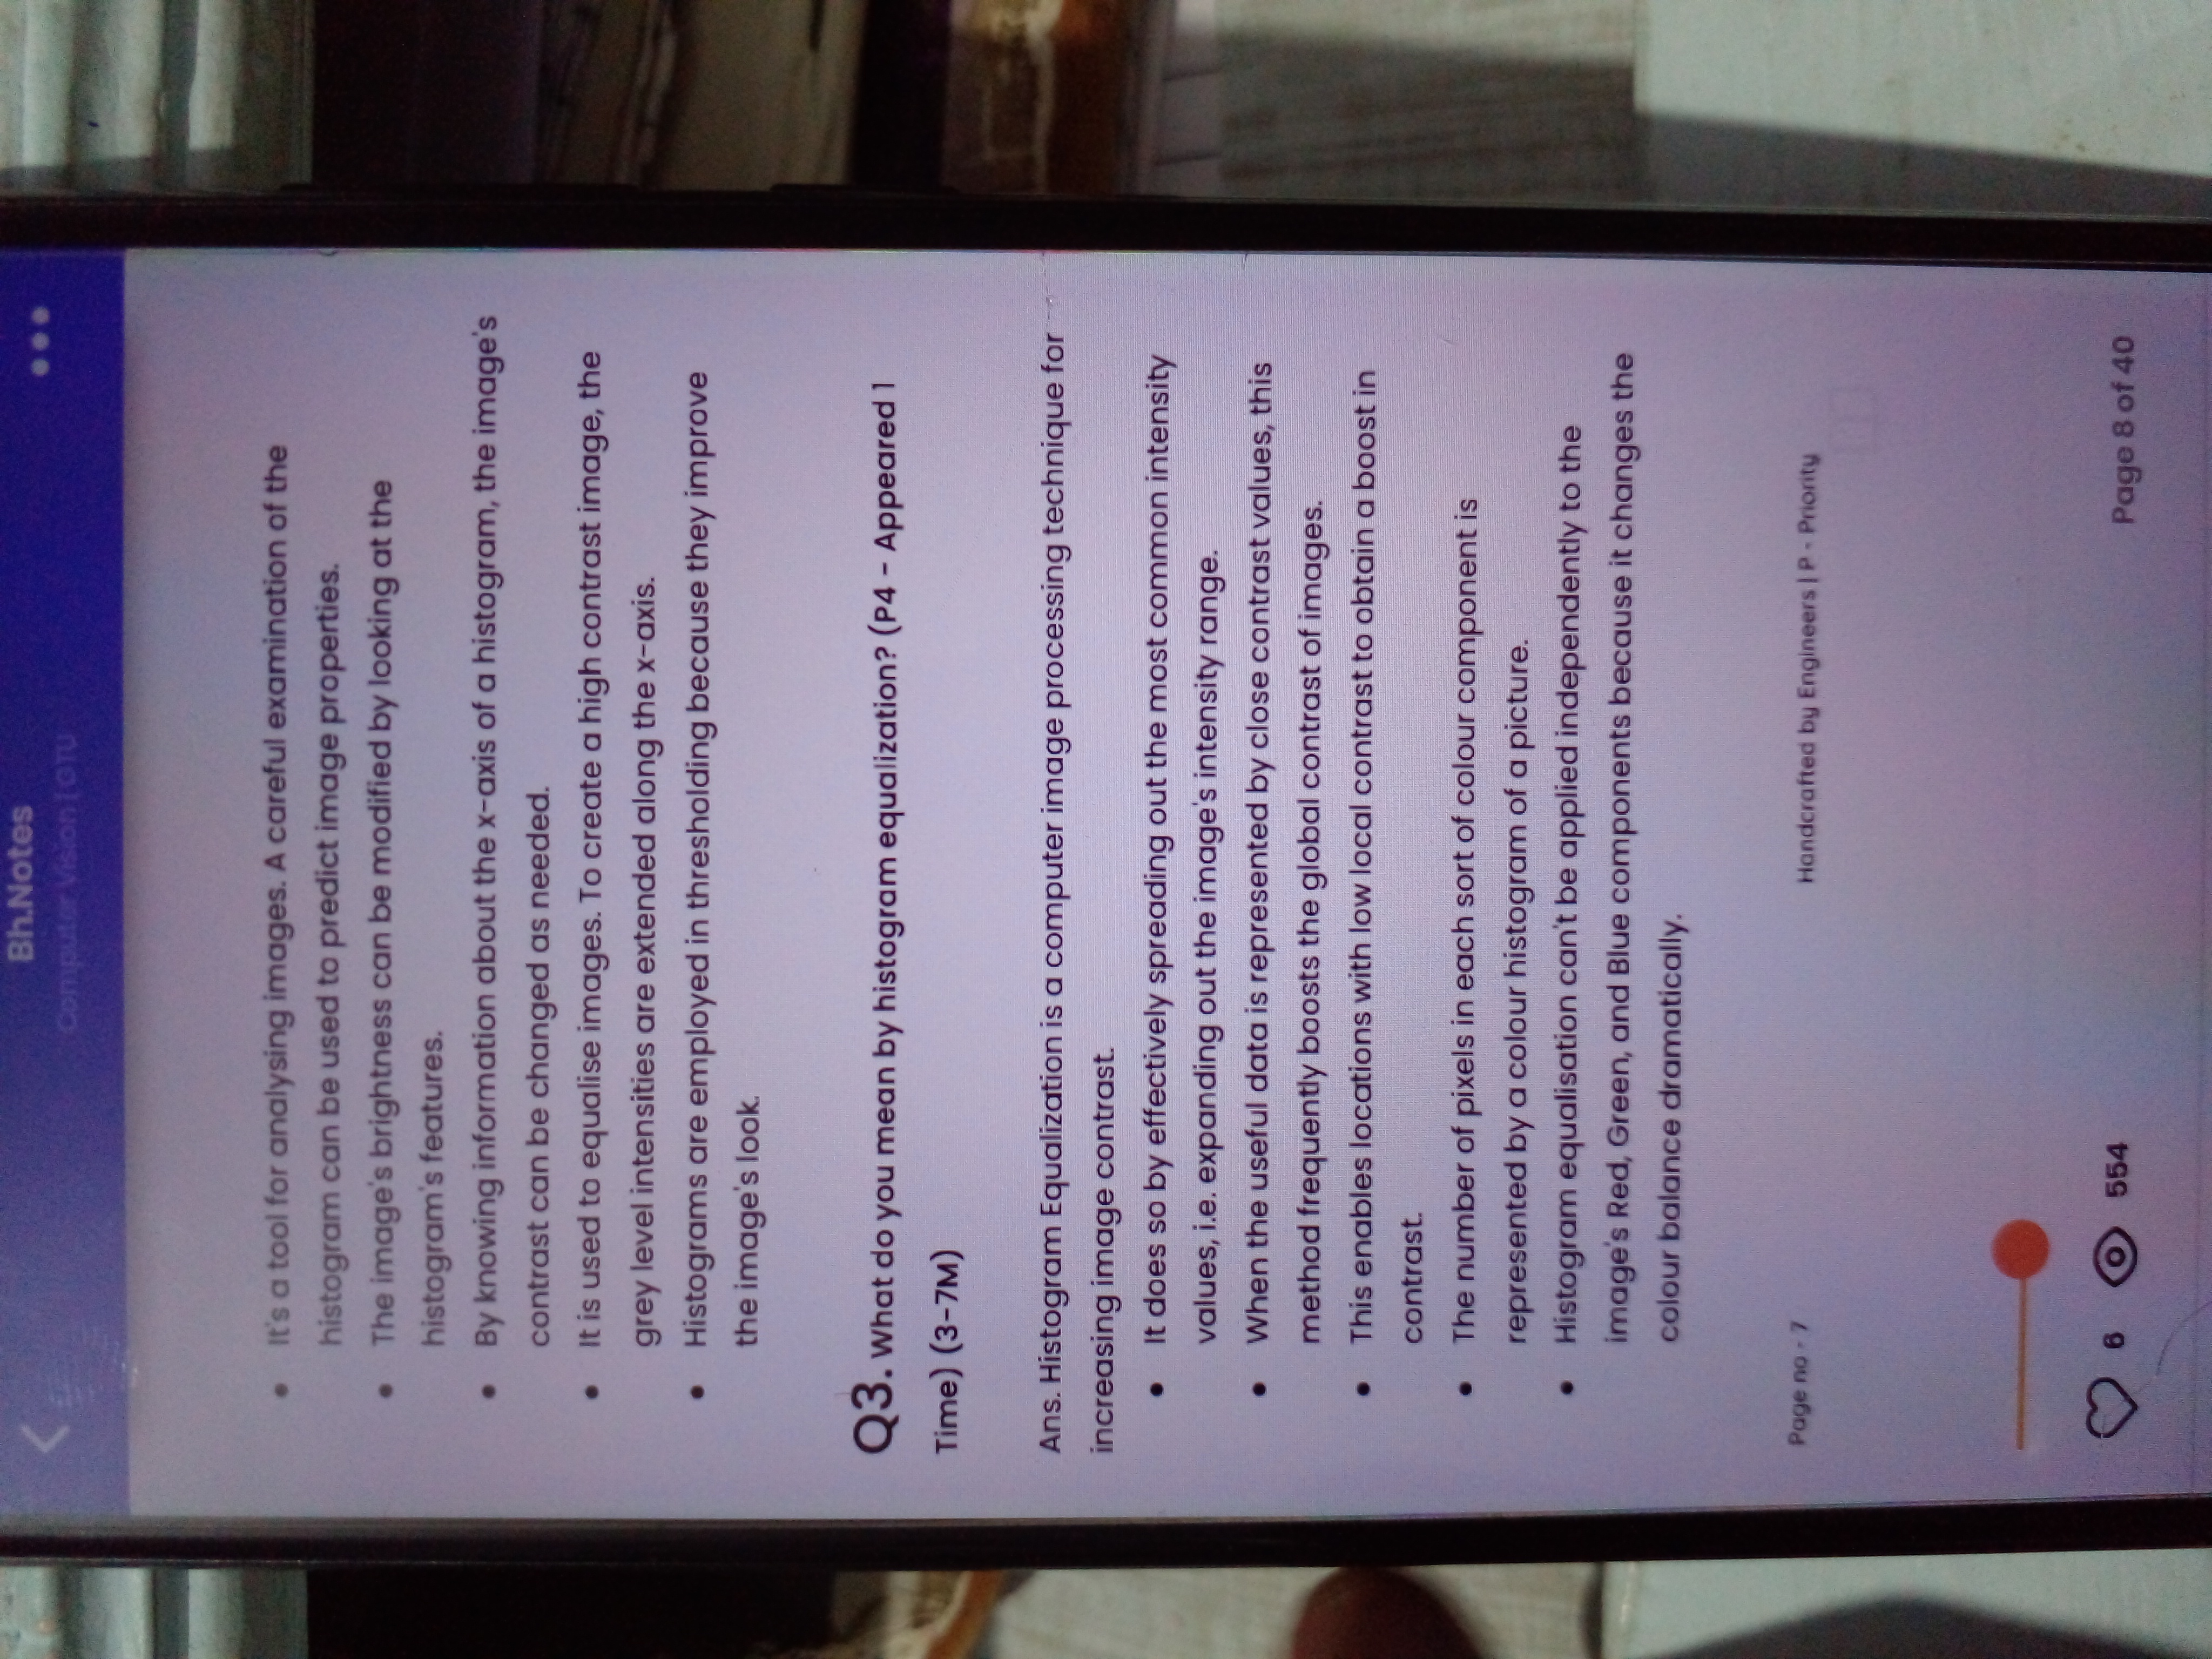 Bh.Notes
Computer Vision | GTU
• It's a tool for analysing images. A careful examination of the
histogram can be used to predict image properties.
• The image's brightness can be modified by looking at the
histogram's features.
• By knowing information about the x-axis of a histogram, the image's
contrast can be changed as needed.
• It is used to equalise images. To create a high contrast image, the
grey level intensities are extended along the x-axis.
• Histograms are employed in thresholding because they improve
the image's look.
Q3. What do you mean by histogram equalization? (P4 - Appeared 1
Time) (3-7M)
Ans. Histogram Equalization is a computer image processing technique for
increasing image contrast.
• It does so by effectively spreading out the most common intensity
values, i.e. expanding out the image's intensity range.
• When the useful data is represented by close contrast values, this
method frequently boosts the global contrast of images.
• This enables locations with low local contrast to obtain a boost in
contrast.
• The number of pixels in each sort of colour component is
represented by a colour histogram of a picture.
• Histogram equalisation can't be applied independently to the
image's Red, Green, and Blue components because it changes the
colour balance dramatically.
Page no - 7
Handcrafted by Engineers | P - Priority
6 554
Page 8 of 40